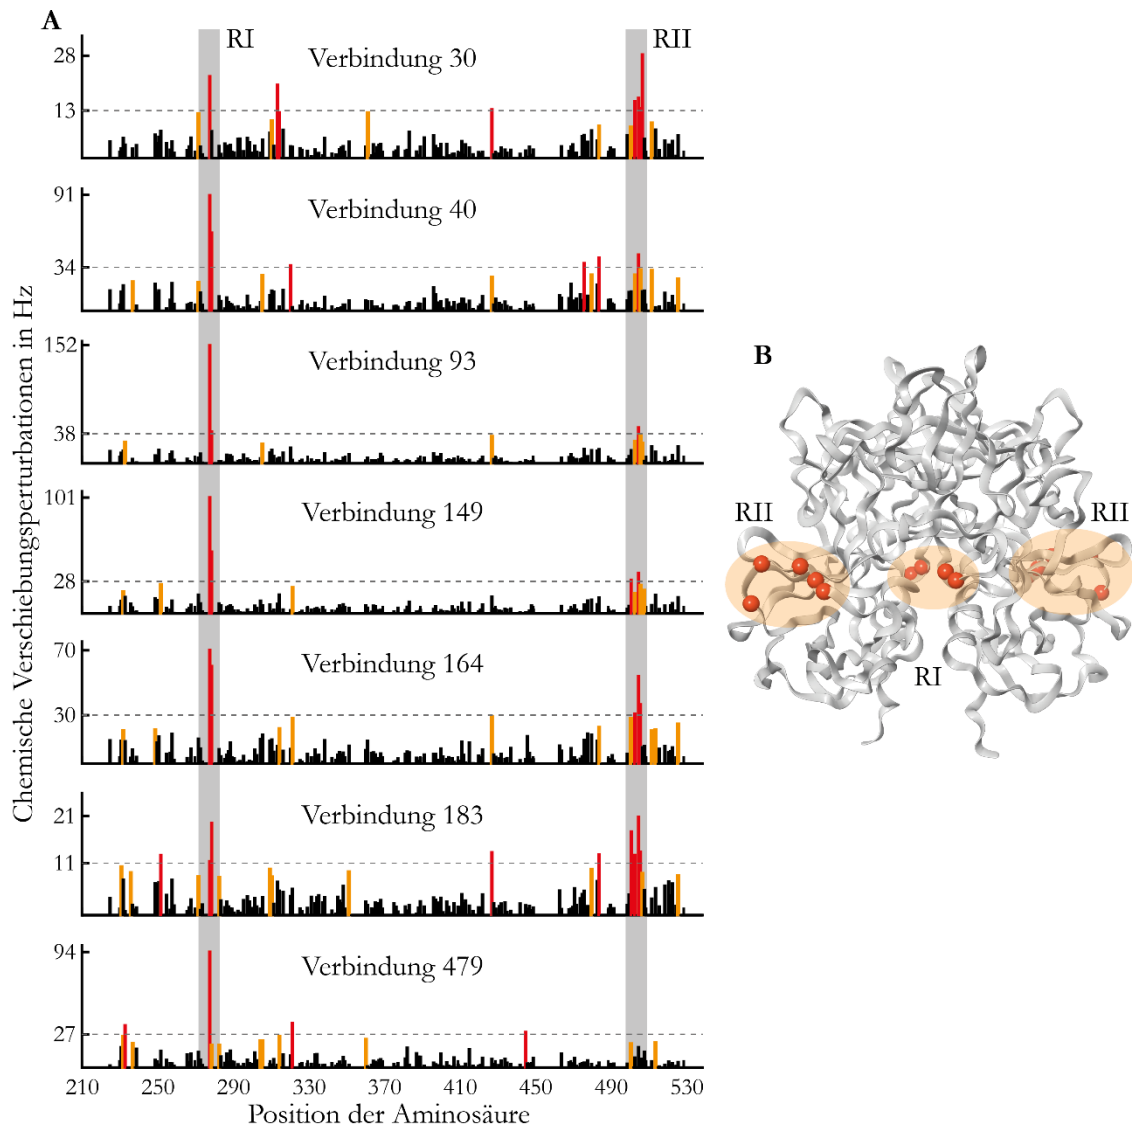 A
RI
RII
Verbindung 30
28
13
Verbindung 40
91
34
Verbindung 93
152
38
Verbindung 149
101
28
Verbindung 164
70
30
Verbindung 183
21
11
Verbindung 479
94
27
210 250 290 330 370 410 450 490 530
Position der Aminosäure
Chemische Verschiebungsperturbationen in Hz
B
RII
RII
RI